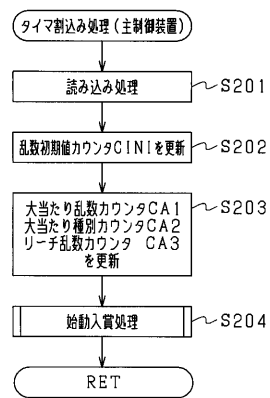 タイマ割込み処理（主制御装置）
読み込み処理
S201
乱数初期値カウンタCINIを更新
S202
大当たり乱数カウンタCA1
大当たり種別カウンタCA2
リーチ乱数カウンタ CA3
を更新
S203
始動入賞処理
S204
RET